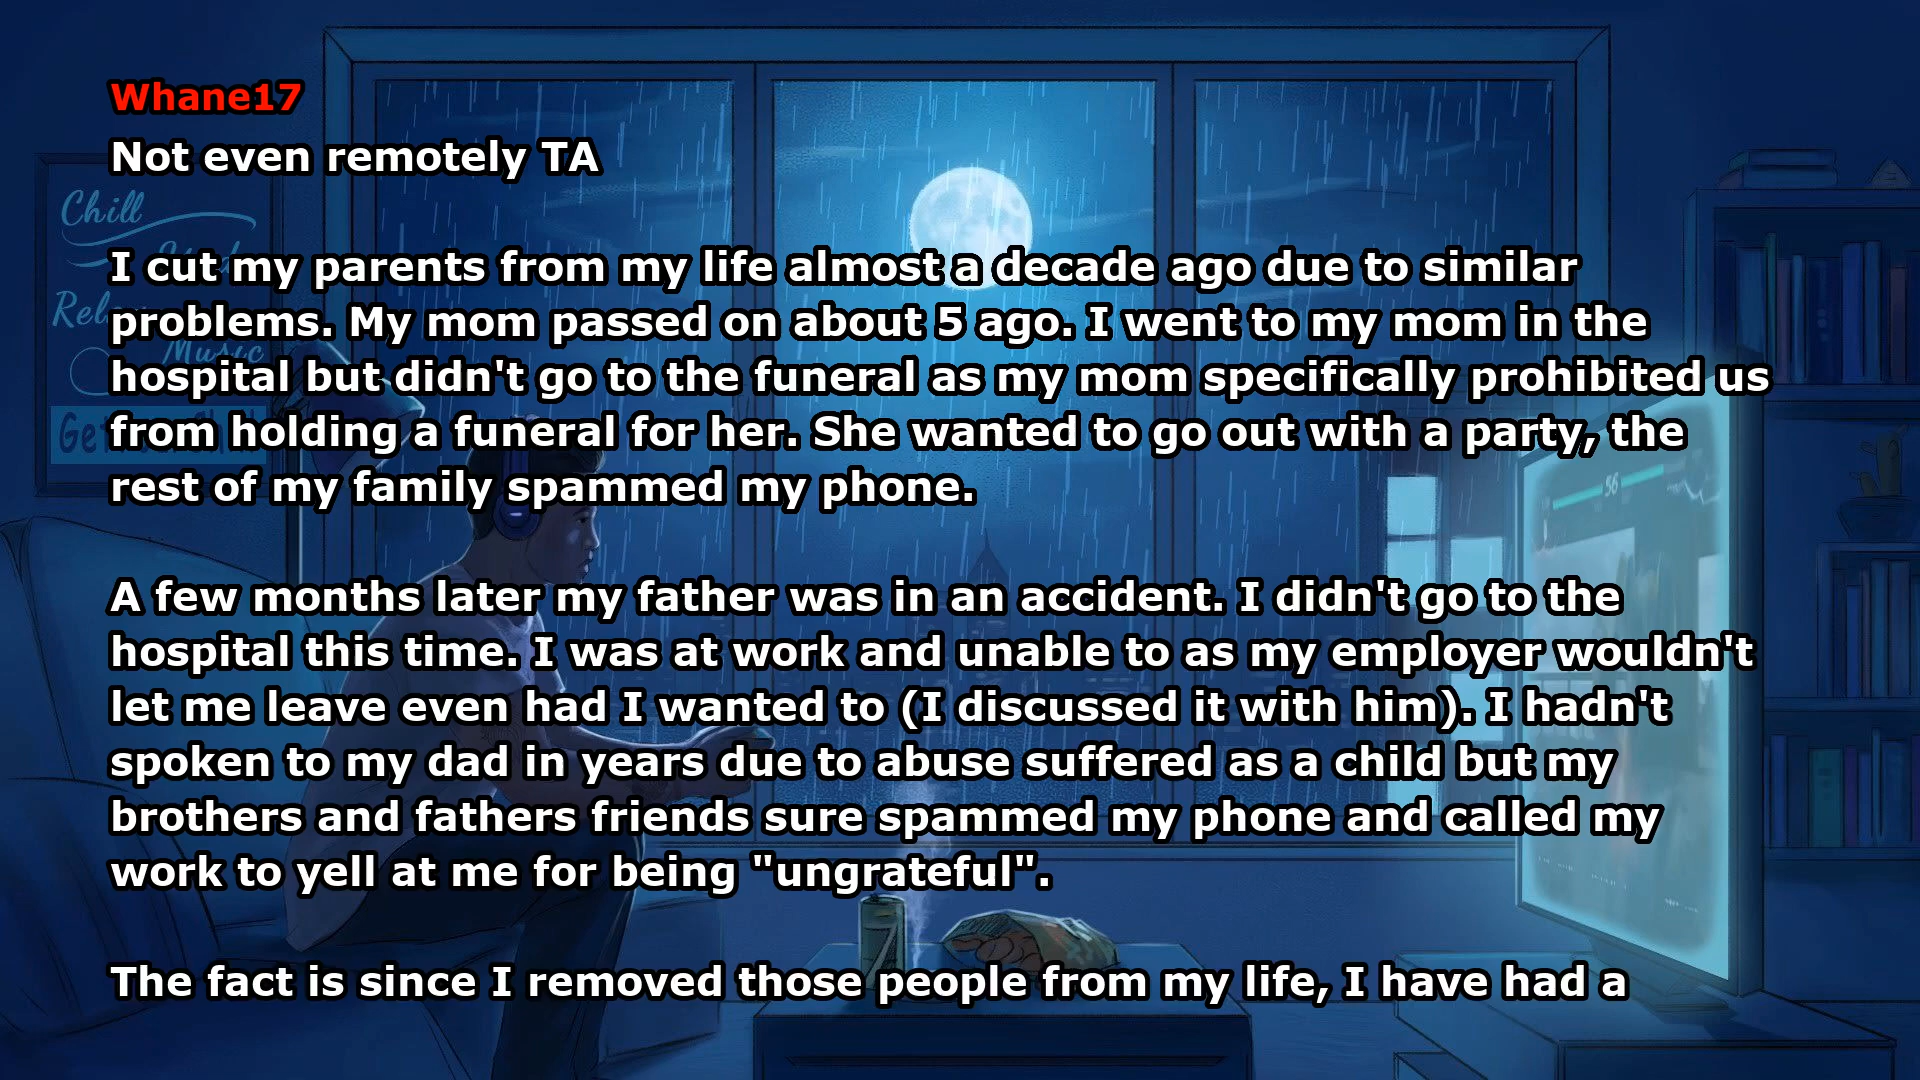 Whane17
Not even remotely TA
I cut my parents from my life almost a decade ago due to similar
problems. My mom passed on about 5 ago. I went to my mom in the
hospital but didn't go to the funeral as my mom specifically prohibited us
from holding a funeral for her. She wanted to go out with a party, the
rest of my family spammed my phone.
A few months later my father was in an accident. I didn't go to the
hospital this time. I was at work and unable to as my employer wouldn't
let me leave even had I wanted to (I discussed it with him). I hadn't
spoken to my dad in years due to abuse suffered as a child but my
brothers and fathers friends sure spammed my phone and called my
work to yell at me for being "ungrateful".
The fact is since I removed those people from my life, I have had a
Chill
Music
56